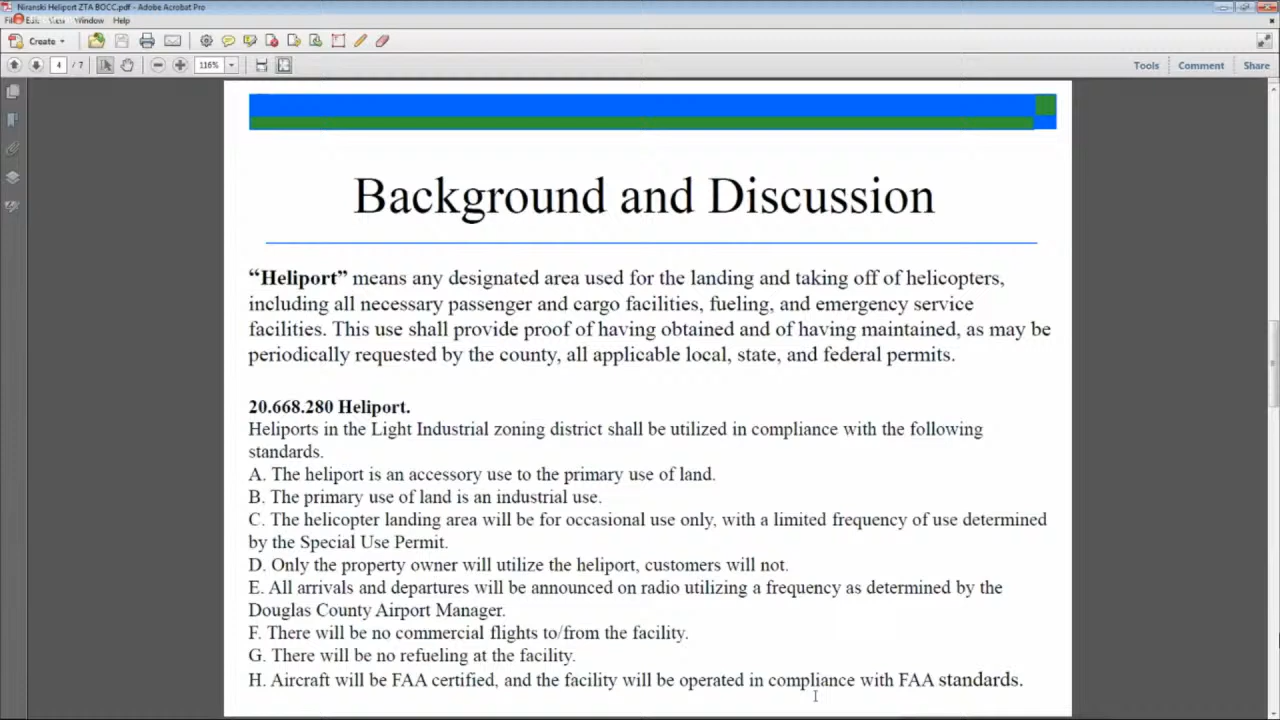 Niranski Heliport ZTA BOCC.pdf - Adobe Acrobat Pro
Window Help
Create
4 / 7 116% Tools Comment Share
Background and Discussion
“Heliport” means any designated area used for the landing and taking off of helicopters,
including all necessary passenger and cargo facilities, fueling, and emergency service
facilities. This use shall provide proof of having obtained and of having maintained, as may be
periodically requested by the county, all applicable local, state, and federal permits.
20.668.280 Heliport.
Heliports in the Light Industrial zoning district shall be utilized in compliance with the following
standards.
A. The heliport is an accessory use to the primary use of land.
B. The primary use of land is an industrial use.
C. The helicopter landing area will be for occasional use only, with a limited frequency of use determined
by the Special Use Permit.
D. Only the property owner will utilize the heliport, customers will not.
E. All arrivals and departures will be announced on radio utilizing a frequency as determined by the
Douglas County Airport Manager.
F. There will be no commercial flights to/from the facility.
G. There will be no refueling at the facility.
H. Aircraft will be FAA certified, and the facility will be operated in compliance with FAA standards.